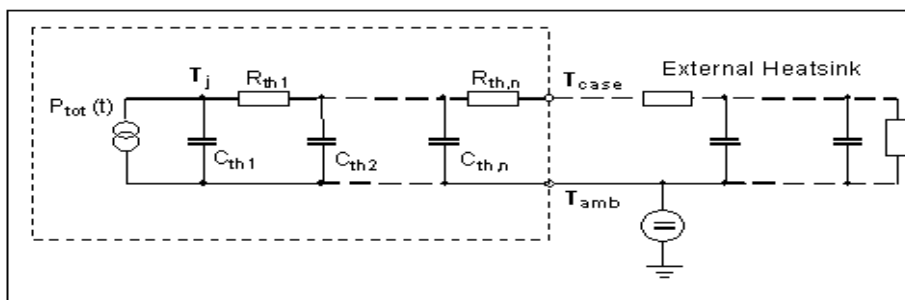 T_j
R_th1
R_th,n
T_case
External Heatsink
P_tot (t)
C_th1
C_th2
C_th,n
T_amb